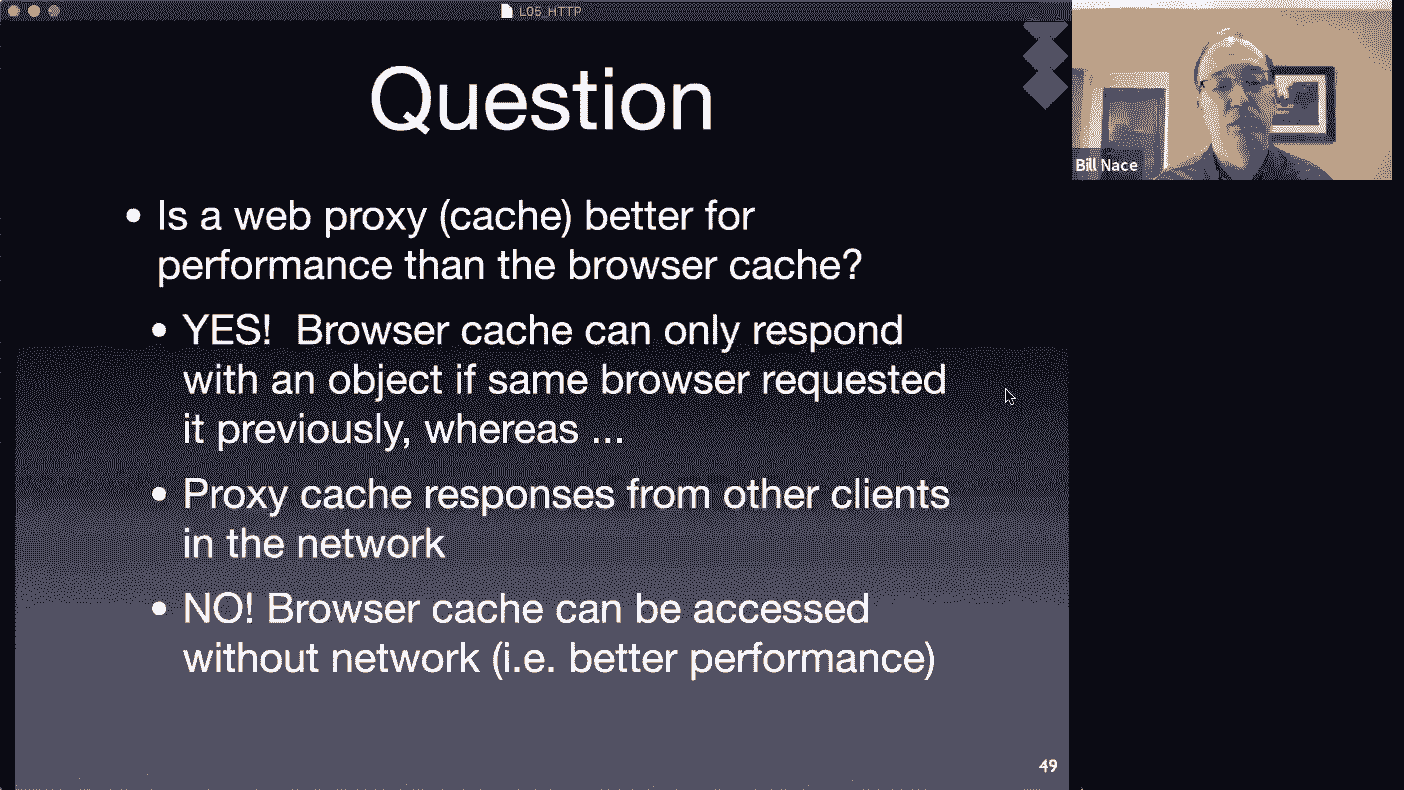 L05_HTTP
Question
Bill Nace
• Is a web proxy (cache) better for
performance than the browser cache?
• YES! Browser cache can only respond
with an object if same browser requested
it previously, whereas ...
• Proxy cache responses from other clients
in the network
• NO! Browser cache can be accessed
without network (i.e. better performance)
49